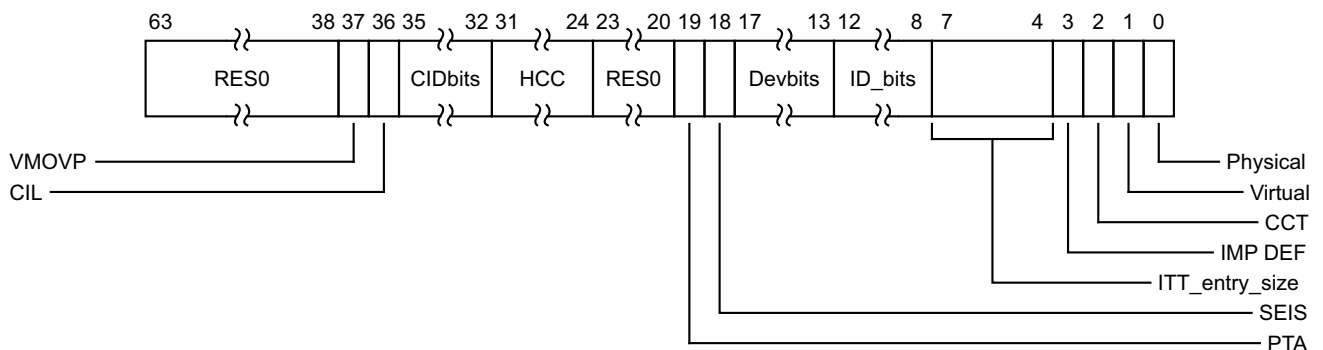 63 38 37 36 35 32 31 24 23 20 19 18 17 13 12 8 7 4 3 2 1 0
RES0 CIDbits HCC RES0 Devbits ID_bits
VMOVP Physical
CIL Virtual
CCT
IMP DEF
ITT_entry_size
SEIS
PTA